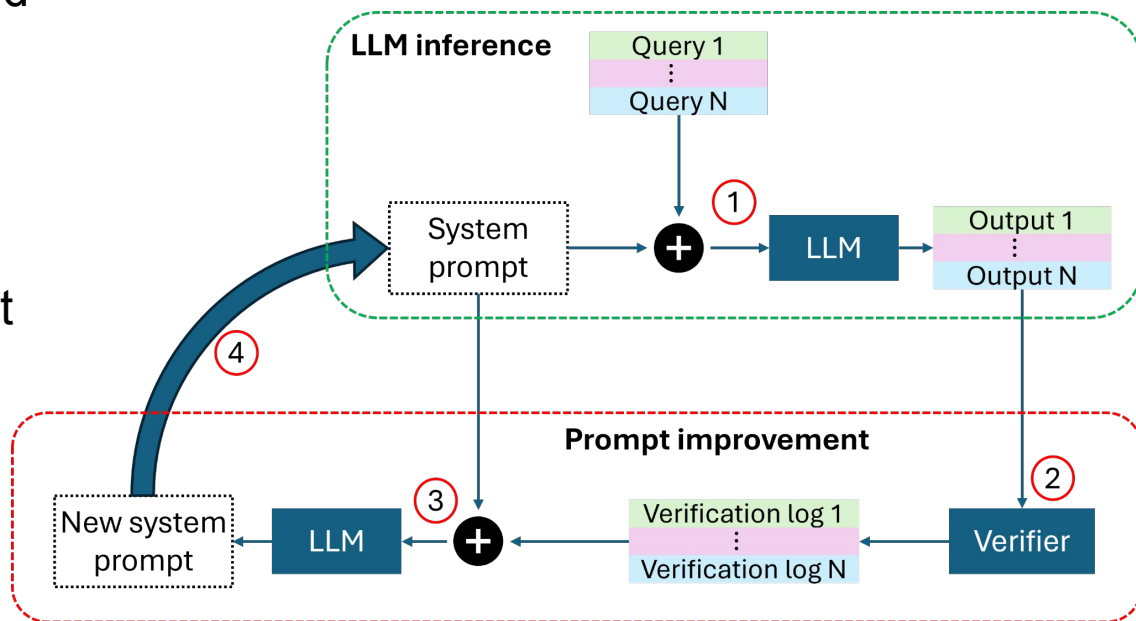 LLM inference
Query 1
⋮
Query N
1
System
prompt
+
LLM
Output 1
⋮
Output N
t
4
Prompt improvement
2
3
New system
prompt
LLM
+
Verification log 1
⋮
Verification log N
Verifier